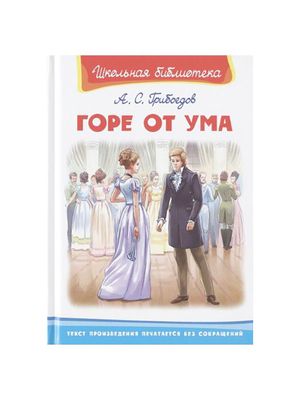 Школьная библиотека
А. С. Грибоедов
ГОРЕ ОТ УМА
ТЕКСТ ПРОИЗВЕДЕНИЯ ПЕЧАТАЕТСЯ БЕЗ СОКРАЩЕНИЙ